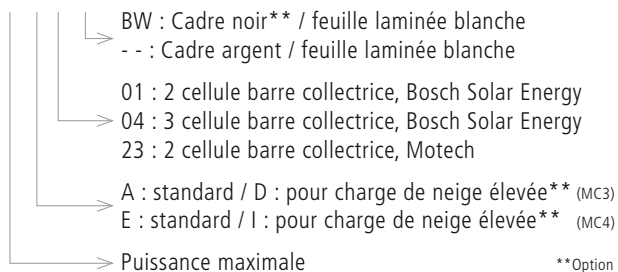 BW : Cadre noir** / feuille laminée blanche
- - : Cadre argent / feuille laminée blanche
01 : 2 cellule barre collectrice, Bosch Solar Energy
04 : 3 cellule barre collectrice, Bosch Solar Energy
23 : 2 cellule barre collectrice, Motech
A : standard / D : pour charge de neige élevée** (MC3)
E : standard / I : pour charge de neige élevée** (MC4)
Puissance maximale **Option